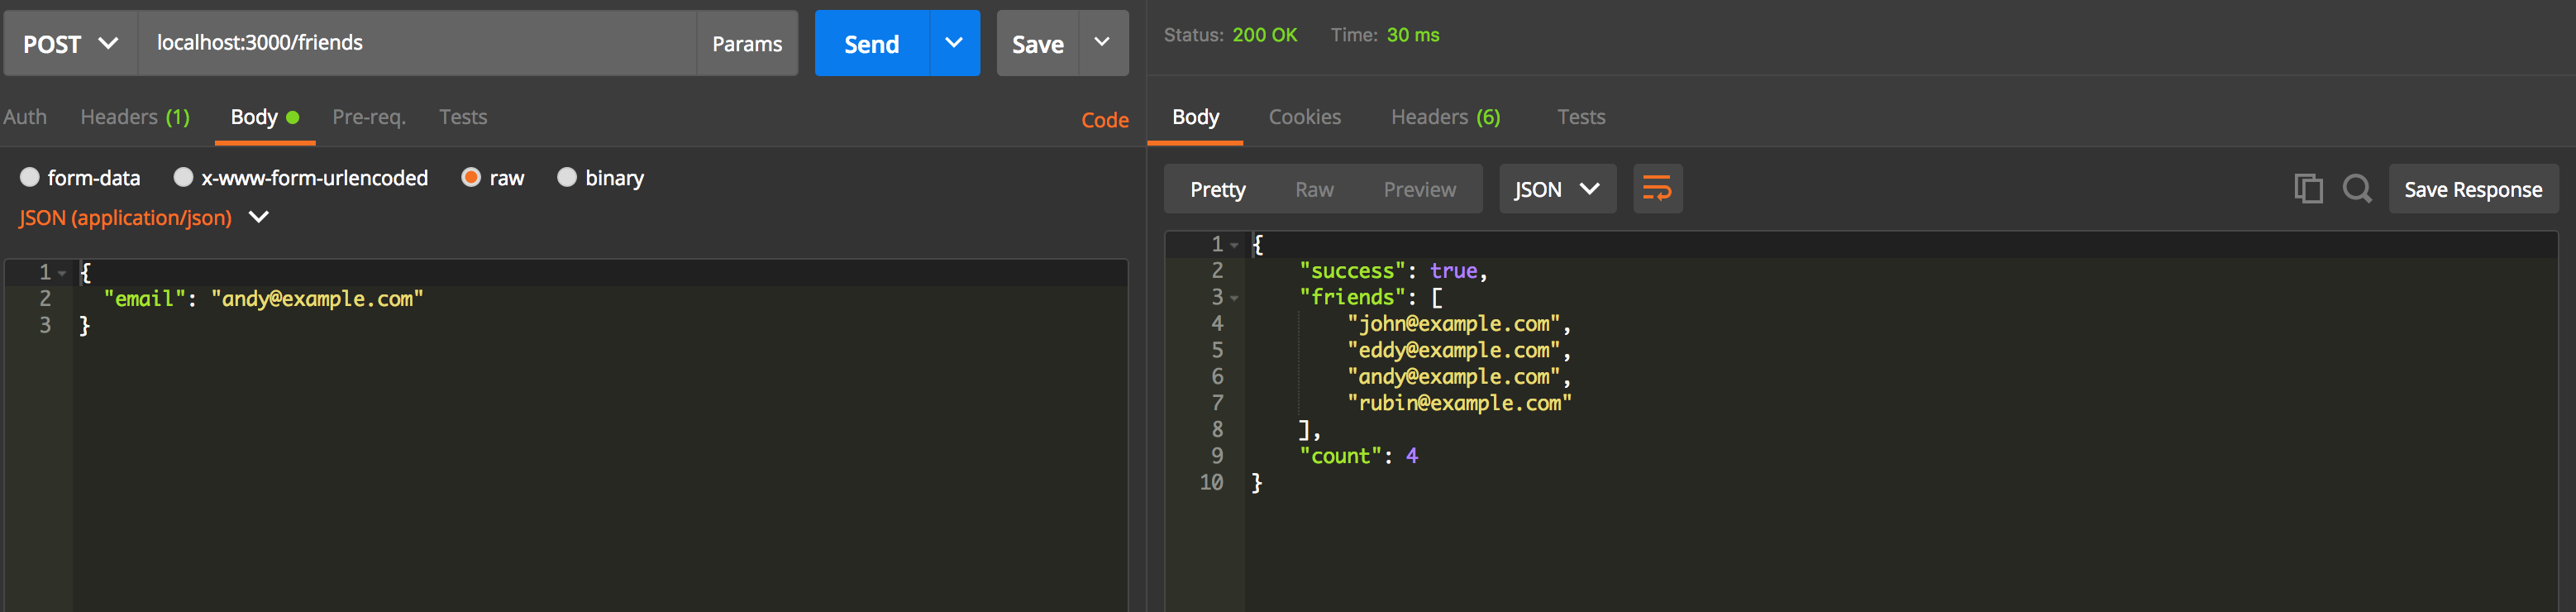 POST localhost:3000/friends Params Send Save
Auth Headers (1) Body Pre-req. Tests Code
form-data x-www-form-urlencoded raw binary
JSON (application/json)
1 {
2 "email": "andy@example.com"
3 }
Status: 200 OK Time: 30 ms
Body Cookies Headers (6) Tests
Pretty Raw Preview JSON Save Response
1 {
2 "success": true,
3 "friends": [
4 "john@example.com",
5 "eddy@example.com",
6 "andy@example.com",
7 "rubin@example.com"
8 ],
9 "count": 4
10 }